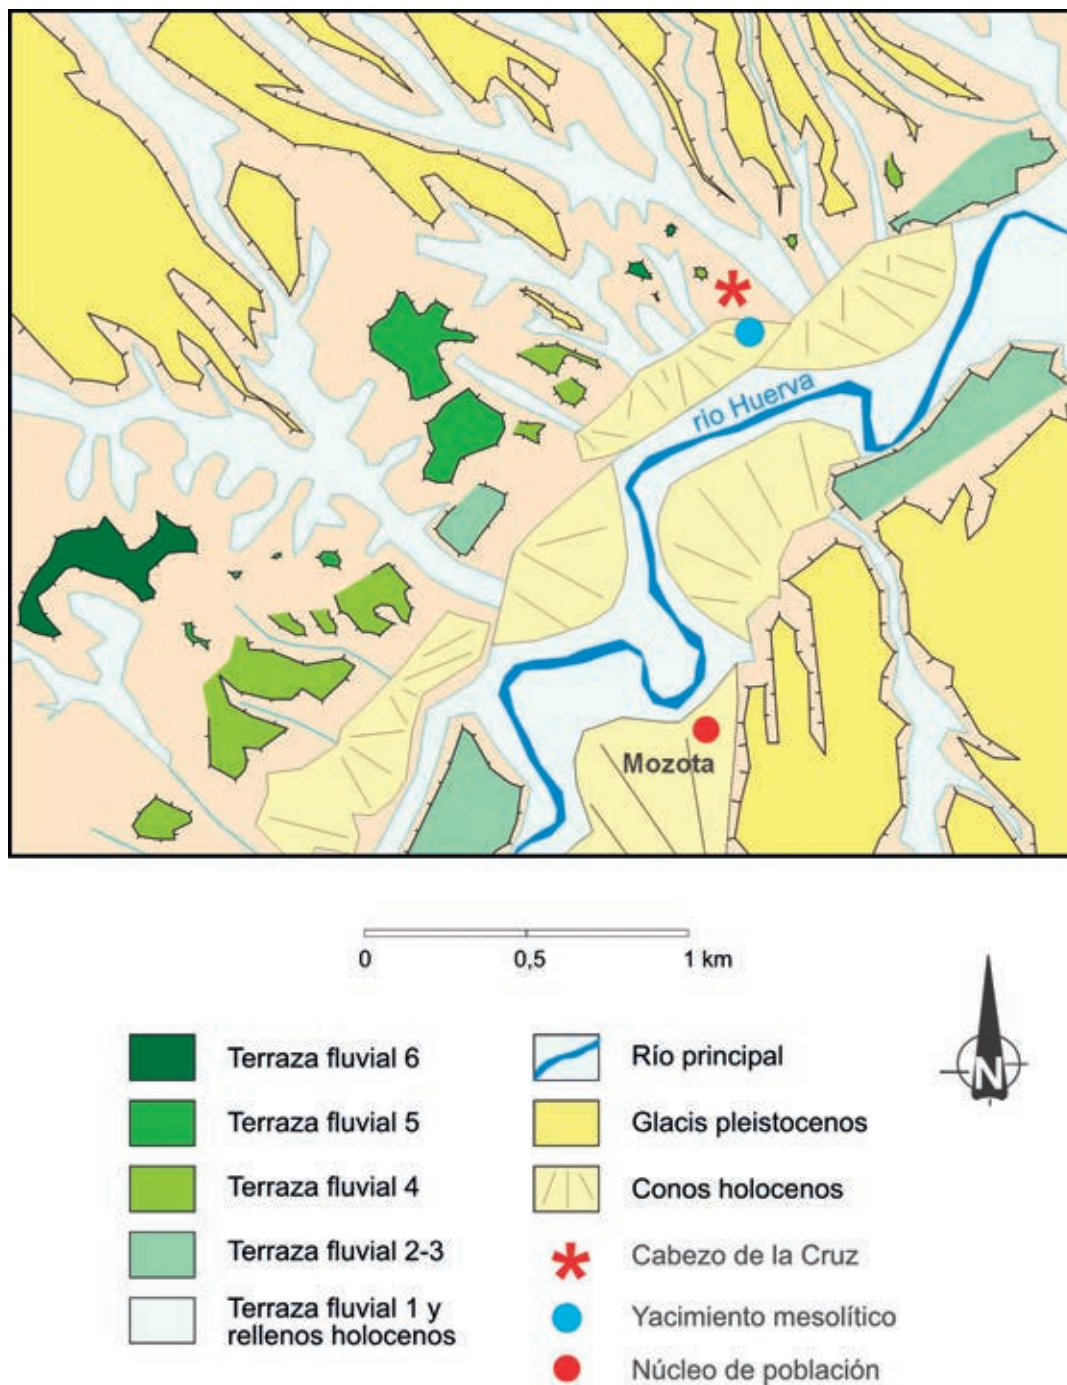 río Huerva
Mozota
0 0,5 1 km
N
Terraza fluvial 6
Terraza fluvial 5
Terraza fluvial 4
Terraza fluvial 2-3
Terraza fluvial 1 y
rellenos holocenos
Río principal
Glacis pleistocenos
Conos holocenos
Cabezo de la Cruz
Yacimiento mesolítico
Núcleo de población